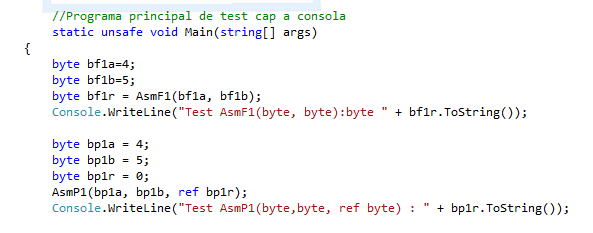 //Programa principal de test cap a consola
static unsafe void Main(string[] args)
{
byte bf1a=4;
byte bf1b=5;
byte bf1r = AsmF1(bf1a, bf1b);
Console.WriteLine("Test AsmF1(byte, byte):byte " + bf1r.ToString());
byte bp1a = 4;
byte bp1b = 5;
byte bp1r = 0;
AsmP1(bp1a, bp1b, ref bp1r);
Console.WriteLine("Test AsmP1(byte,byte, ref byte) : " + bp1r.ToString());